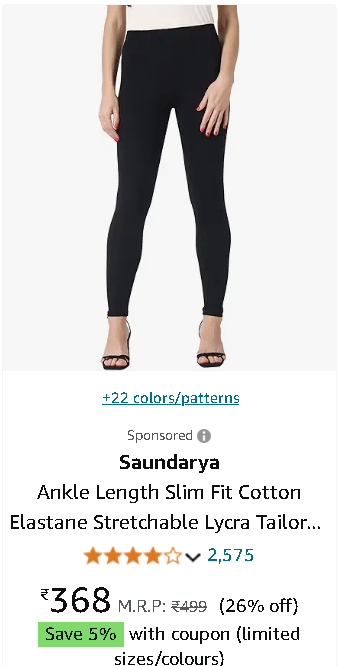 +22 colors/patterns
Sponsored
Saundarya
Ankle Length Slim Fit Cotton
Elastane Stretchable Lycra Tailor...
2,575
₹368 M.R.P: ₹499 (26% off)
Save 5% with coupon (limited
sizes/colours)